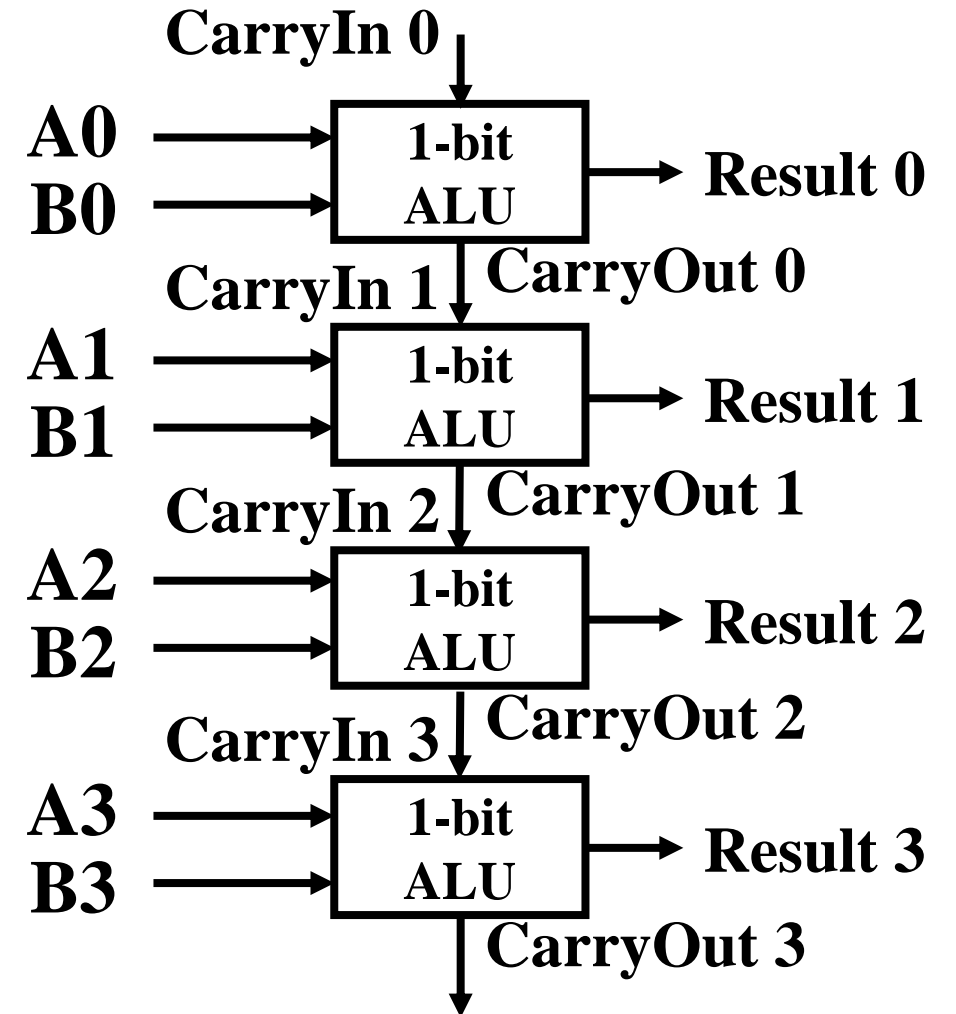 CarryIn 0
A0
B0
1-bit
ALU
Result 0
CarryOut 0
CarryIn 1
A1
B1
1-bit
ALU
Result 1
CarryOut 1
CarryIn 2
A2
B2
1-bit
ALU
Result 2
CarryOut 2
CarryIn 3
A3
B3
1-bit
ALU
Result 3
CarryOut 3